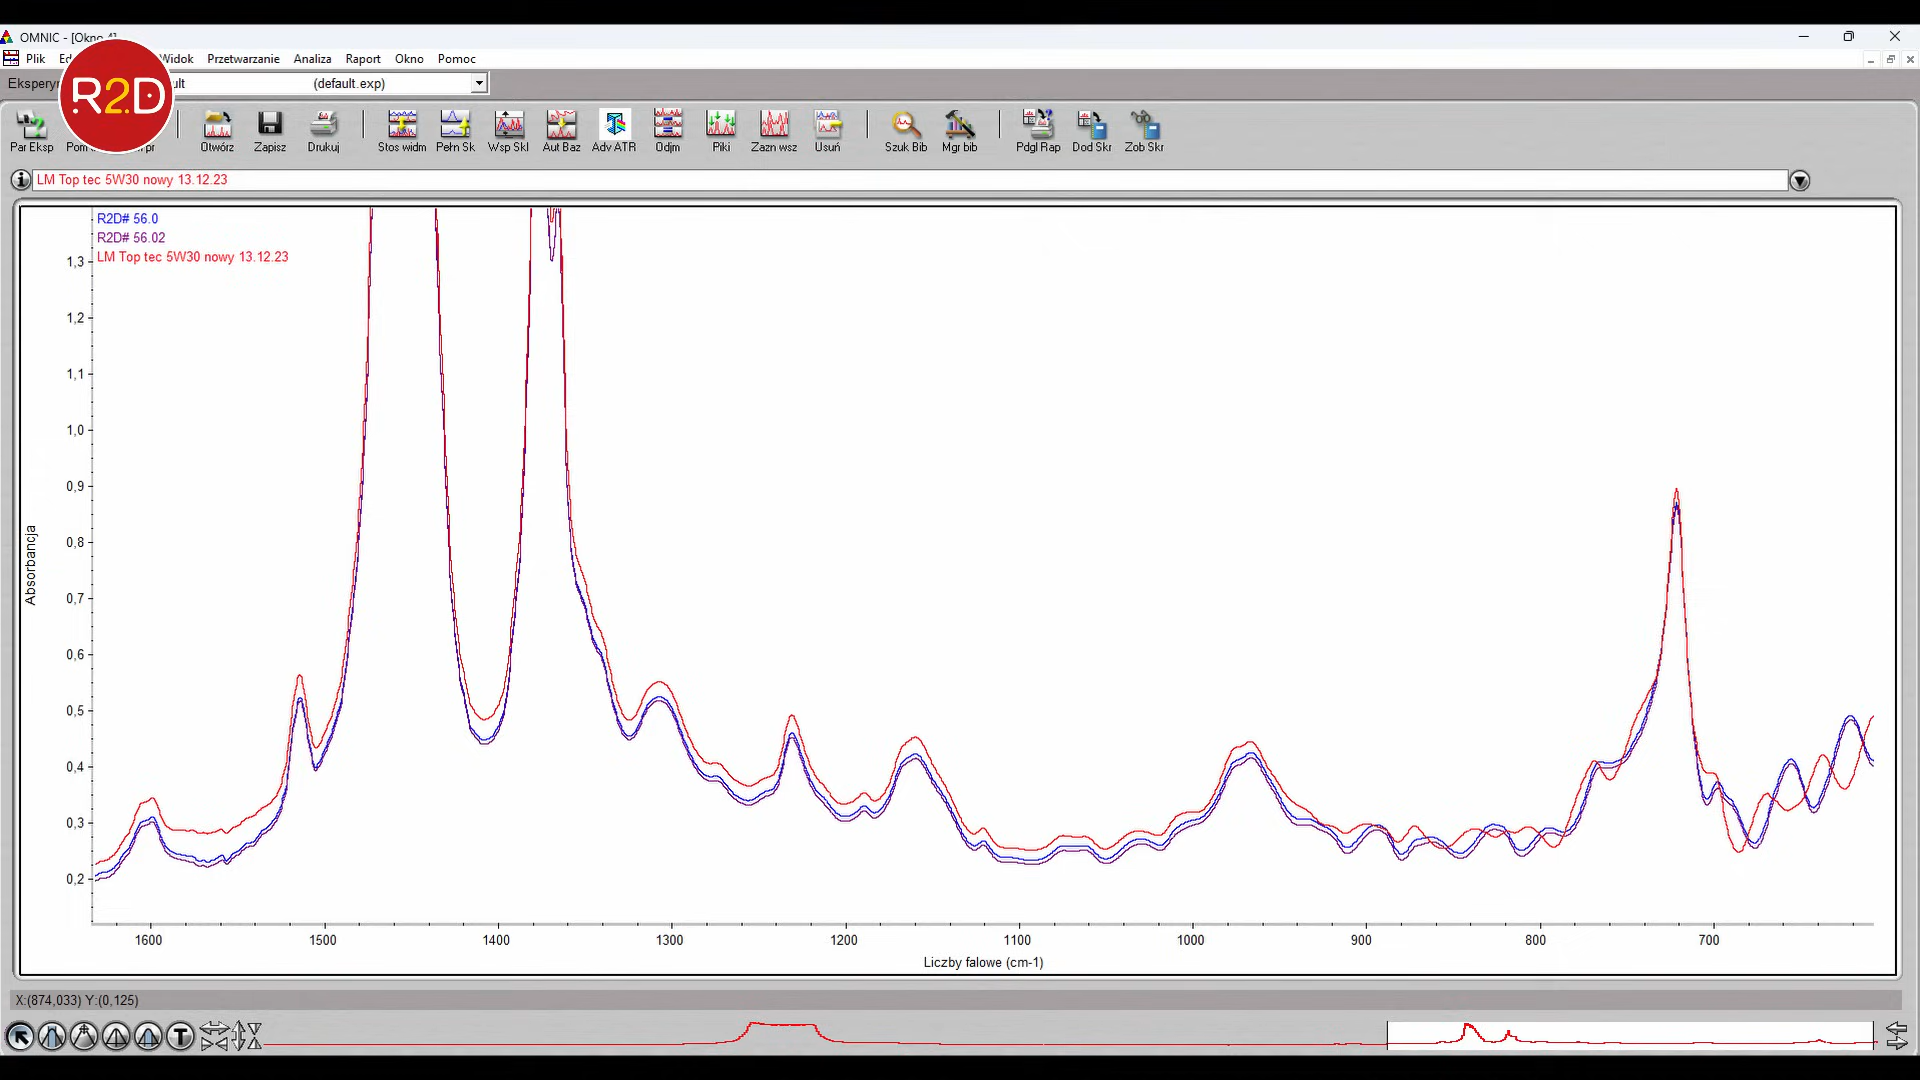 OMNIC - [Okno 4]
Plik Widok Przetwarzanie Analiza Raport Okno Pomoc
(default.exp)
R2D
Par Eksp Otwórz Zapisz Drukuj Stos widm Pełn Sk Wsp Skl Aut Baz Adv ATR Odjm Piki Zazn wsz Usuń Szuk Bib Mgr bib Pdgl Rap Dod Skr Zob Skr
LM Top tec 5W30 nowy 13.12.23
R2D# 56.0
R2D# 56.02
LM Top tec 5W30 nowy 13.12.23
1,3
1,2
1,1
1,0
0,9
0,8
0,7
0,6
0,5
0,4
0,3
0,2
Absorbancja
1600 1500 1400 1300 1200 1100 1000 900 800 700
Liczby falowe (cm-1)
X:(874,033) Y:(0,125)
T